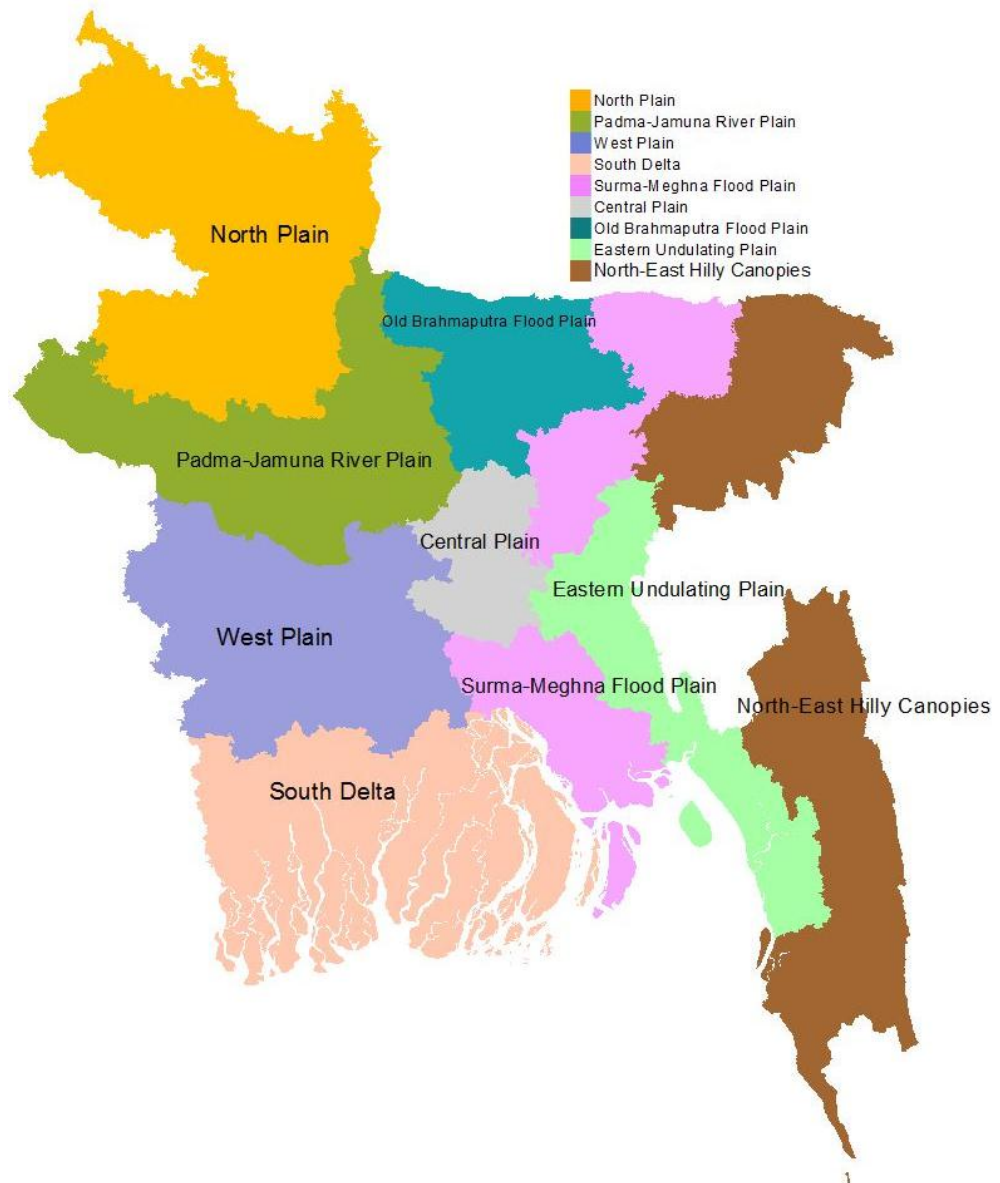 North Plain
Padma-Jamuna River Plain
West Plain
South Delta
Surma-Meghna Flood Plain
Central Plain
Old Brahmaputra Flood Plain
Eastern Undulating Plain
North-East Hilly Canopies
North Plain
Old Brahmaputra Flood Plain
Padma-Jamuna River Plain
Central Plain
Eastern Undulating Plain
West Plain
Surma-Meghna Flood Plain
North-East Hilly Canopies
South Delta